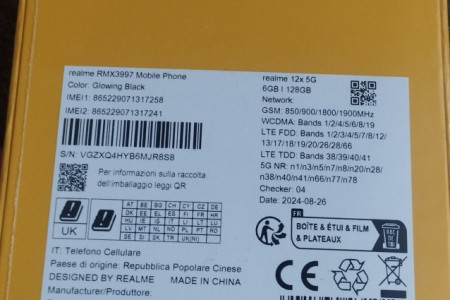 realme RMX3997 Mobile Phone
Color: Glowing Black
IMEI1: 865229071317258
IMEI2: 865229071317241
S/N: VGZXQ4HYB6MJR8S8
Per informazioni sulla raccolta
dell'imballaggio leggi QR
UK
AT BE BG CH CY CZ DE
DK EE EL ES FI FR HR
HU IE IS IT LI LT LU
LV MT NL NO PL PT RO
SE SI SK TR UK(NI)
IT: Telefono Cellulare
Paese di origine: Repubblica Popolare Cinese
DESIGNED BY REALME MADE IN CHINA
Manufacturer/Produttore:
realme 12x 5G
6GB | 128GB
Network:
GSM: 850/900/1800/1900MHz
WCDMA: Bands 1/2/4/5/6/8/19
LTE FDD: Bands 1/2/3/4/5/7/8/12/
13/17/18/19/20/26/28/66
LTE TDD: Bands 38/39/40/41
5G NR: n1/n3/n5/n7/n8/n20/n28/
n38/n40/n41/n66/n77/n78
Checker: 04
Date: 2024-08-26
FR
BOÎTE & ÉTUI & FILM
& PLATEAUX
CE